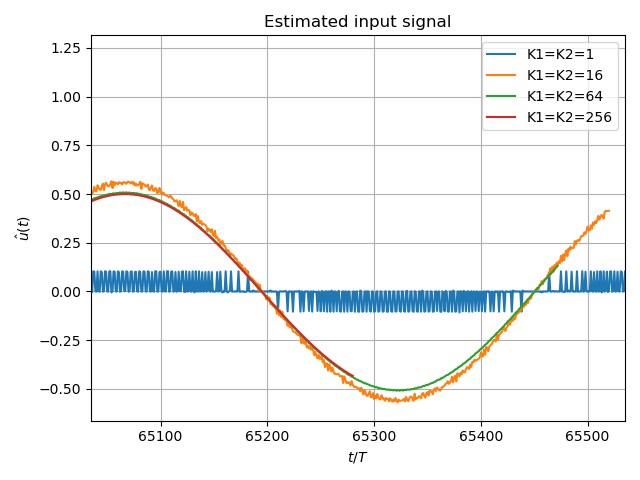 Estimated input signal
û(t)
1.25
1.00
0.75
0.50
0.25
0.00
−0.25
−0.50
K1=K2=1
K1=K2=16
K1=K2=64
K1=K2=256
65100 65200 65300 65400 65500
t/T